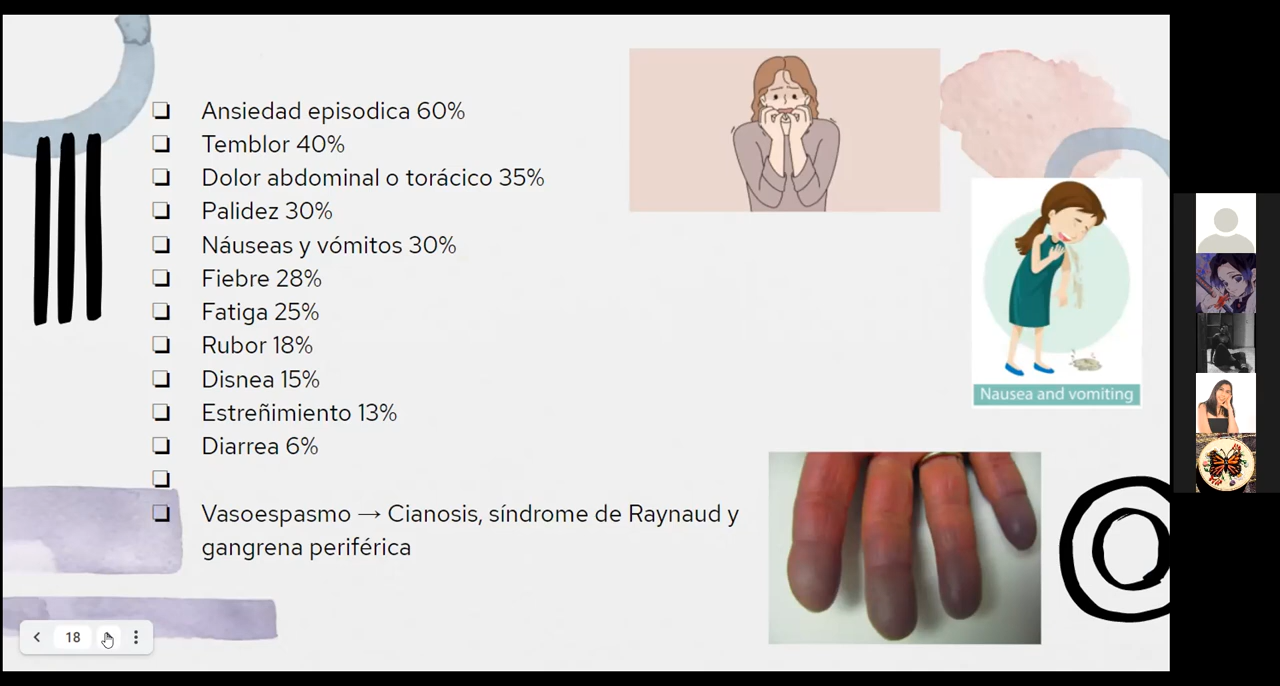 Ansiedad episodica 60%
Temblor 40%
Dolor abdominal o torácico 35%
Palidez 30%
Náuseas y vómitos 30%
Fiebre 28%
Fatiga 25%
Rubor 18%
Disnea 15%
Estreñimiento 13%
Diarrea 6%
Vasoespasmo → Cianosis, síndrome de Raynaud y
gangrena periférica
Nausea and vomiting
18